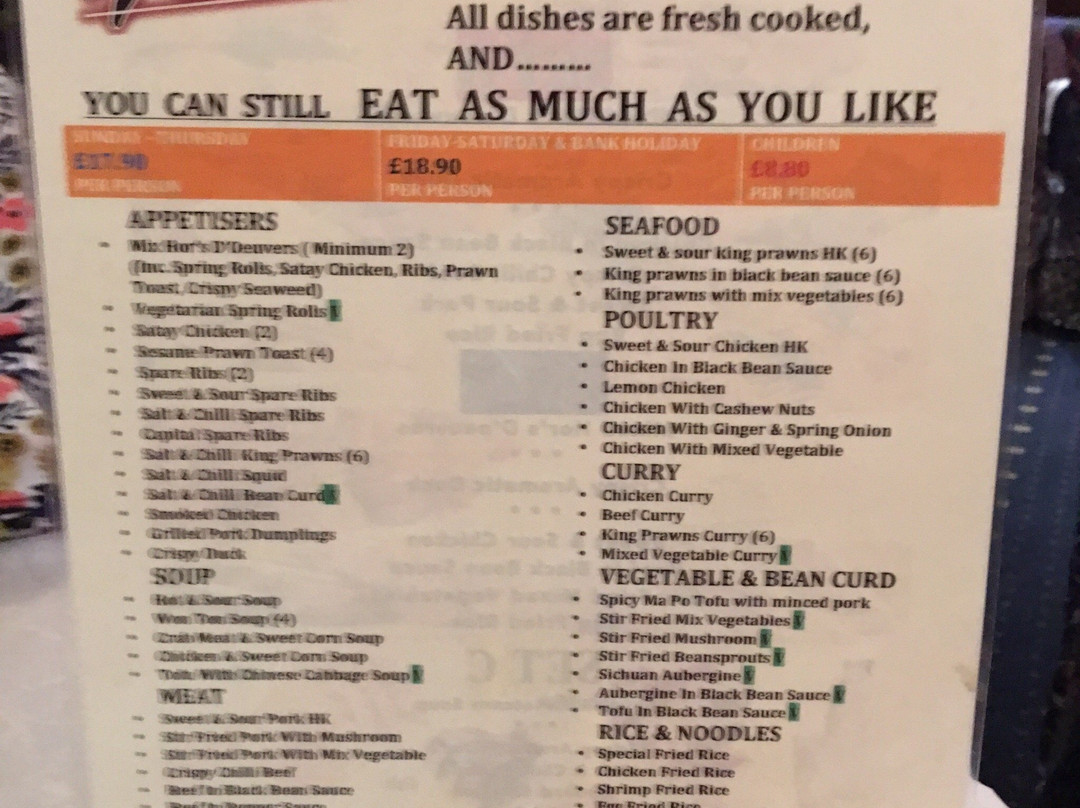 All dishes are fresh cooked,
AND.........
YOU CAN STILL EAT AS MUCH AS YOU LIKE
SUNDAY -THURSDAY
£17.90
PER PERSON
FRIDAY-SATURDAY & BANK HOLIDAY
£18.90
PER PERSON
CHILDREN
£8.80
PER PERSON
APPETISERS
Mix Hor's D'Deuvers ( Minimum 2)
(Inc. Spring Rolls, Satay Chicken, Ribs, Prawn
Toast, Crispy Seaweed)
Vegetarian Spring Rolls V
Satay Chicken (2)
Sesame Prawn Toast (4)
Spare Ribs (2)
Sweet & Sour Spare Ribs
Salt & Chilli Spare Ribs
Capital Spare Ribs
Salt & Chilli King Prawns (6)
Salt & Chilli Squid
Salt & Chilli Bean Curd V
Smoked Chicken
Grilled Pork Dumplings
Crispy Duck
SOUP
Hot & Sour Soup
Won Ton Soup (4)
Crab Meat & Sweet Corn Soup
Chicken & Sweet Corn Soup
Tofu With Chinese Cabbage Soup V
MEAT
Sweet & Sour Pork HK
Stir Fried Pork With Mushroom
Stir Fried Pork With Mix Vegetable
Crispy Chilli Beef
Beef In Black Bean Sauce
SEAFOOD
Sweet & sour king prawns HK (6)
King prawns in black bean sauce (6)
King prawns with mix vegetables (6)
POULTRY
Sweet & Sour Chicken HK
Chicken In Black Bean Sauce
Lemon Chicken
Chicken With Cashew Nuts
Chicken With Ginger & Spring Onion
Chicken With Mixed Vegetable
CURRY
Chicken Curry
Beef Curry
King Prawns Curry (6)
Mixed Vegetable Curry V
VEGETABLE & BEAN CURD
Spicy Ma Po Tofu with minced pork
Stir Fried Mix Vegetables V
Stir Fried Mushroom V
Stir Fried Beansprouts V
Sichuan Aubergine V
Aubergine In Black Bean Sauce V
Tofu In Black Bean Sauce V
RICE & NOODLES
Special Fried Rice
Chicken Fried Rice
Shrimp Fried Rice
Egg Fried Rice